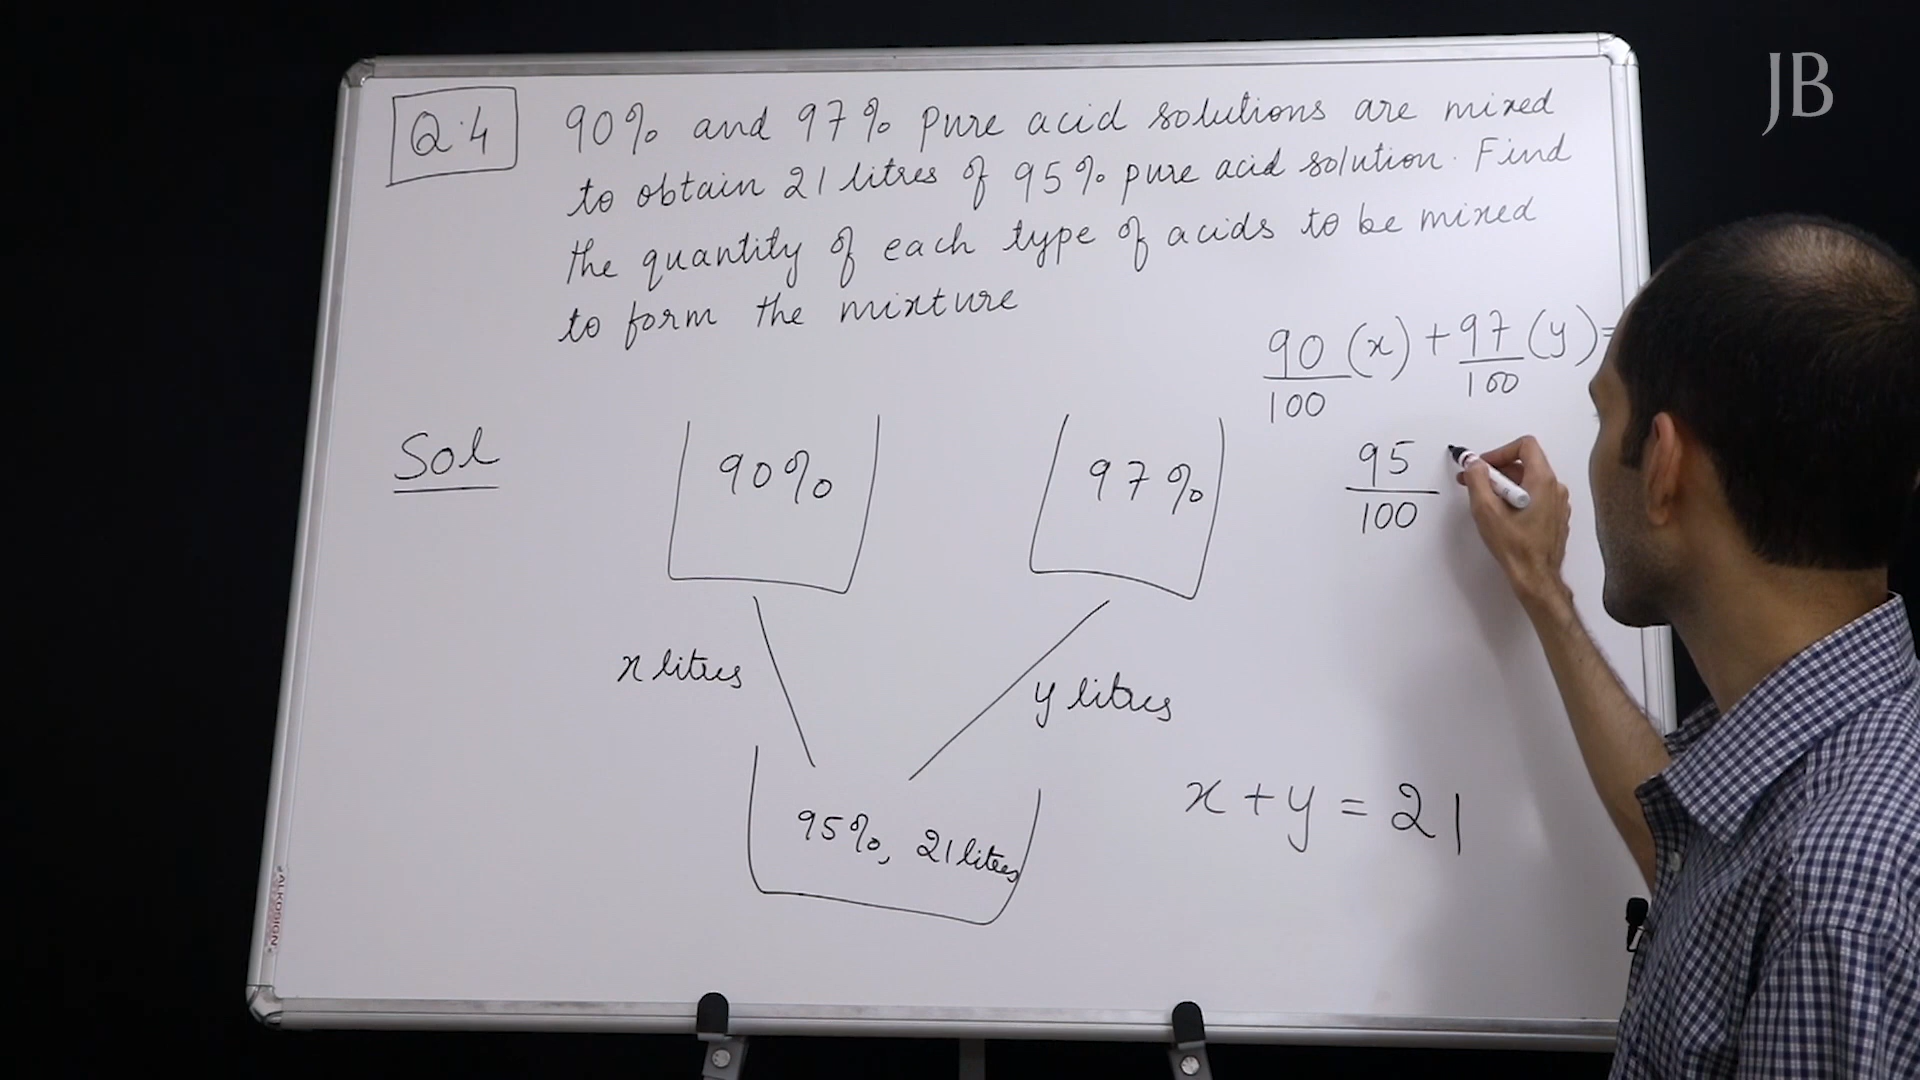 JB
Q.4 90% and 97% pure acid solutions are mixed
to obtain 21 litres of 95% pure acid solution. Find
the quantity of each type of acids to be mixed
to form the mixture
90/100 (x) + 97/100 (y) =
95/100
Sol
90%
97%
x litres
y litres
95%, 21 litres
x + y = 21
ALKOSIGN